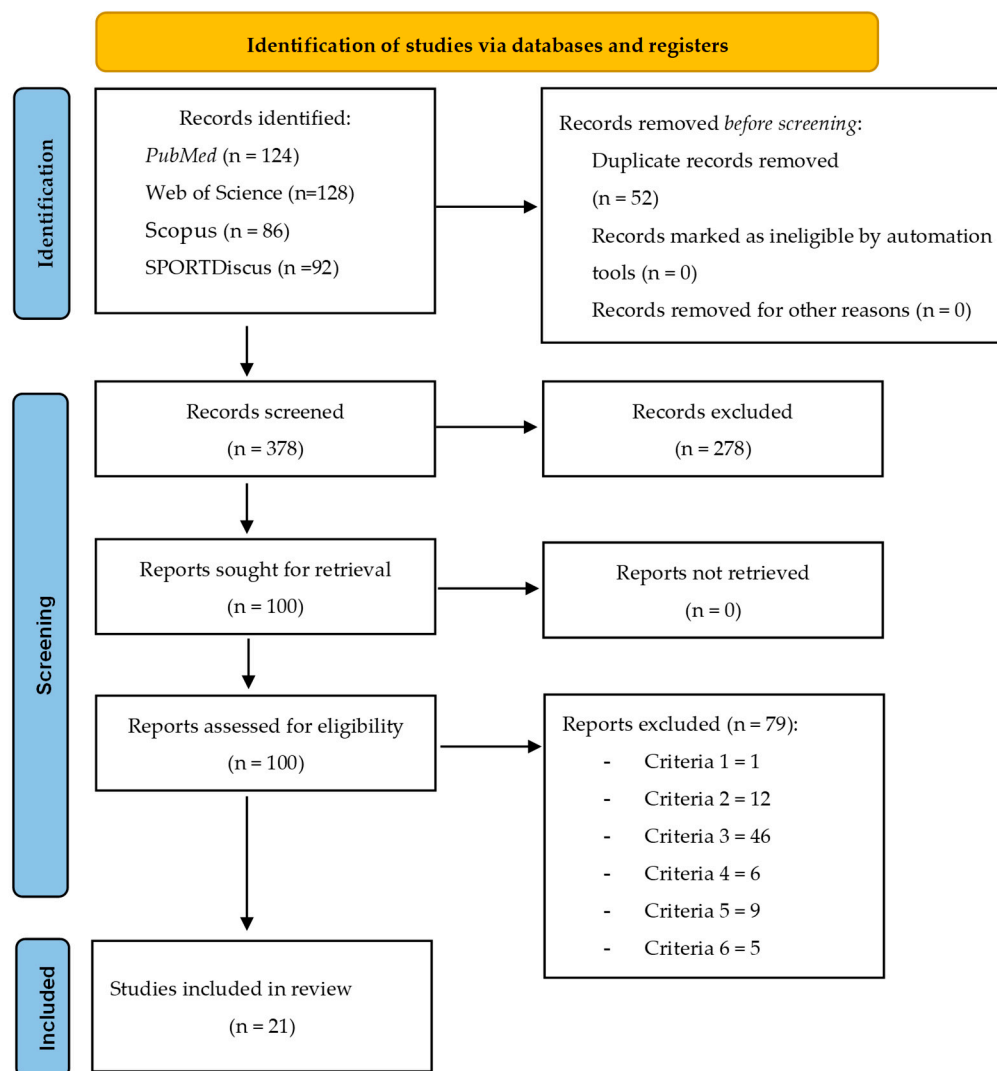 Identification of studies via databases and registers
Identification
Records identified:
PubMed (n = 124)
Web of Science (n=128)
Scopus (n = 86)
SPORTDiscus (n =92)
Records removed before screening:
Duplicate records removed
(n = 52)
Records marked as ineligible by automation
tools (n = 0)
Records removed for other reasons (n = 0)
Screening
Records screened
(n = 378)
Records excluded
(n = 278)
Reports sought for retrieval
(n = 100)
Reports not retrieved
(n = 0)
Reports assessed for eligibility
(n = 100)
Reports excluded (n = 79):
- Criteria 1 = 1
- Criteria 2 = 12
- Criteria 3 = 46
- Criteria 4 = 6
- Criteria 5 = 9
- Criteria 6 = 5
Included
Studies included in review
(n = 21)